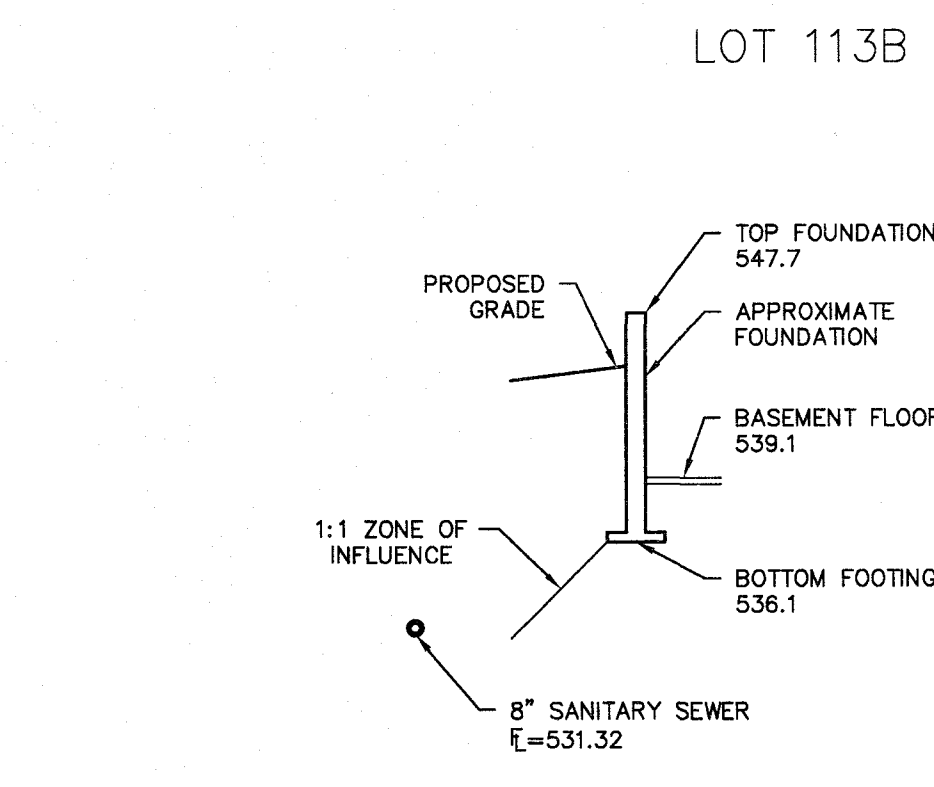 LOT 113B
TOP FOUNDATION
547.7
PROPOSED
GRADE
APPROXIMATE
FOUNDATION
BASEMENT FLOOR
539.1
1:1 ZONE OF
INFLUENCE
BOTTOM FOOTING
536.1
8" SANITARY SEWER
FL=531.32